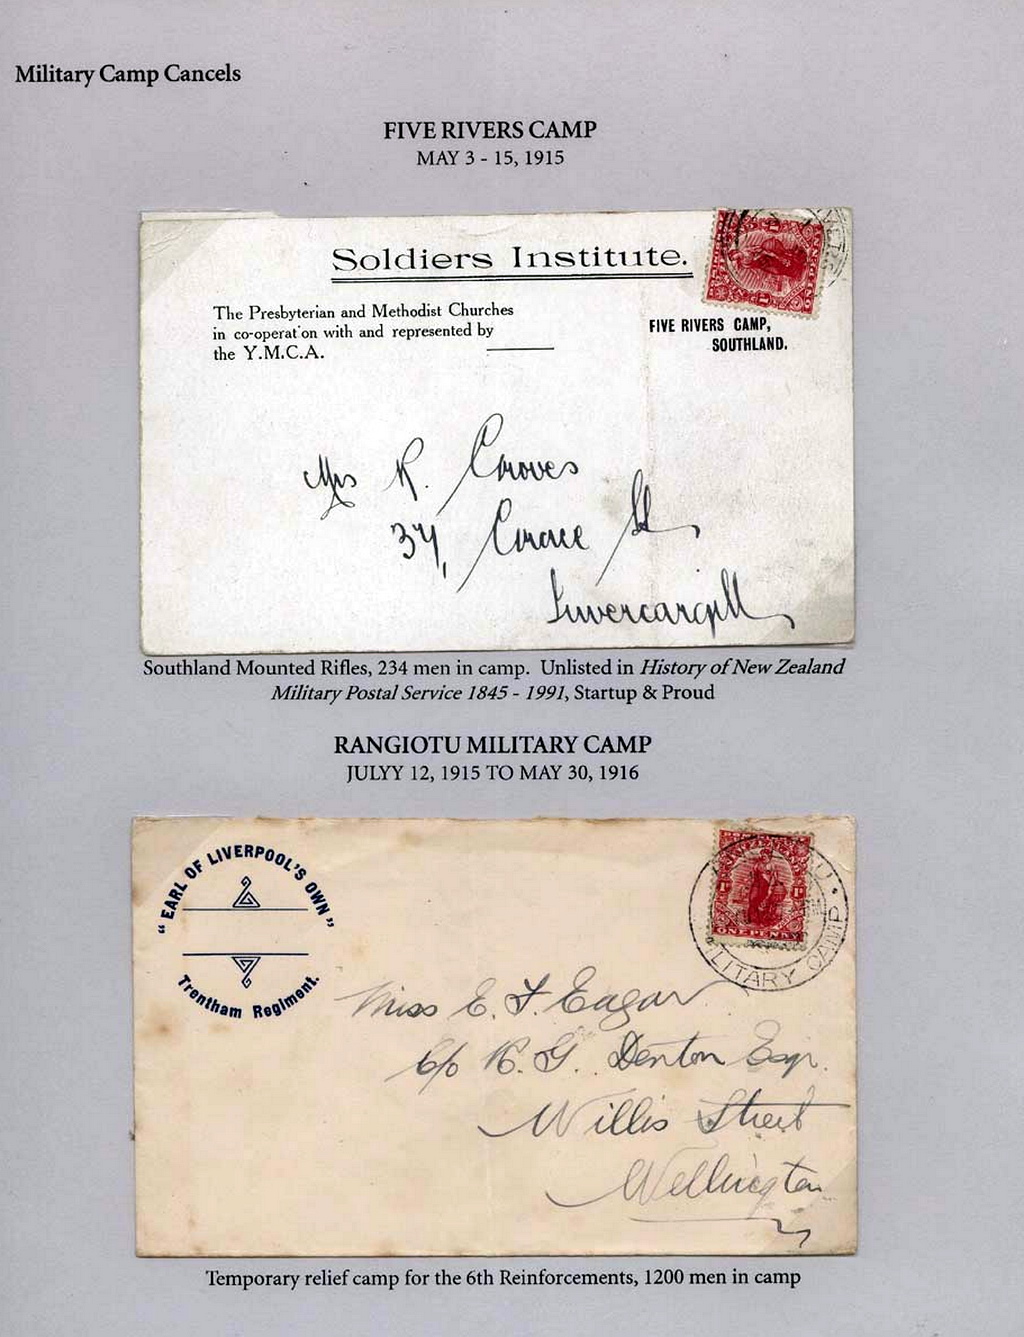 Military Camp Cancels
FIVE RIVERS CAMP
MAY 3 - 15, 1915
Soldiers Institute.
The Presbyterian and Methodist Churches
in co-operat on with and represented by
the Y.M.C.A.
FIVE RIVERS CAMP,
SOUTHLAND.
Mrs R.
St
Invercargill
Southland Mounted Rifles, 234 men in camp. Unlisted in History of New Zealand
Military Postal Service 1845 - 1991, Startup & Proud
RANGIOTU MILITARY CAMP
JULYY 12, 1915 TO MAY 30, 1916
"EARL OF LIVERPOOL'S OWN"
Trentham Regiment.
ONE PENNY
MILITARY CAMP
Miss E. F. Eagar
c/o H. G. Denton Esqr.
Willis Street
Wellington
Temporary relief camp for the 6th Reinforcements, 1200 men in camp